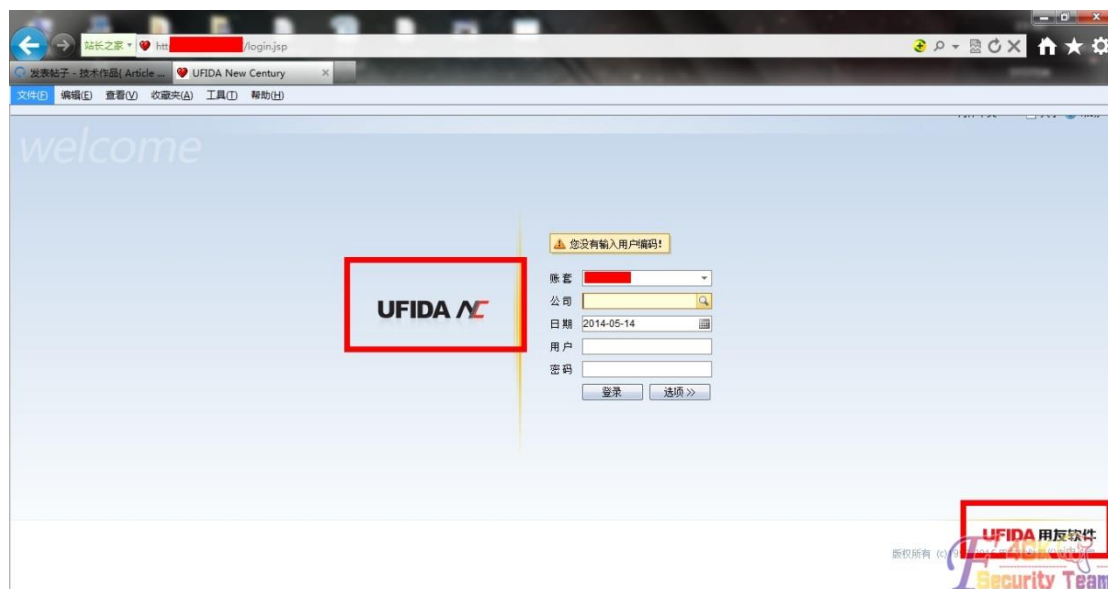 站长之家
htt
/login.jsp
发表帖子 - 技术作品( Article ...
UFIDA New Century
文件(F) 编辑(E) 查看(V) 收藏夹(A) 工具(T) 帮助(H)
welcome
您没有输入用户编码!
账套
UFIDA NC
公司
日期 2014-05-14
用户
密码
登录 选项 >>
UFIDA 用友软件
版权所有 (c)
Security Team